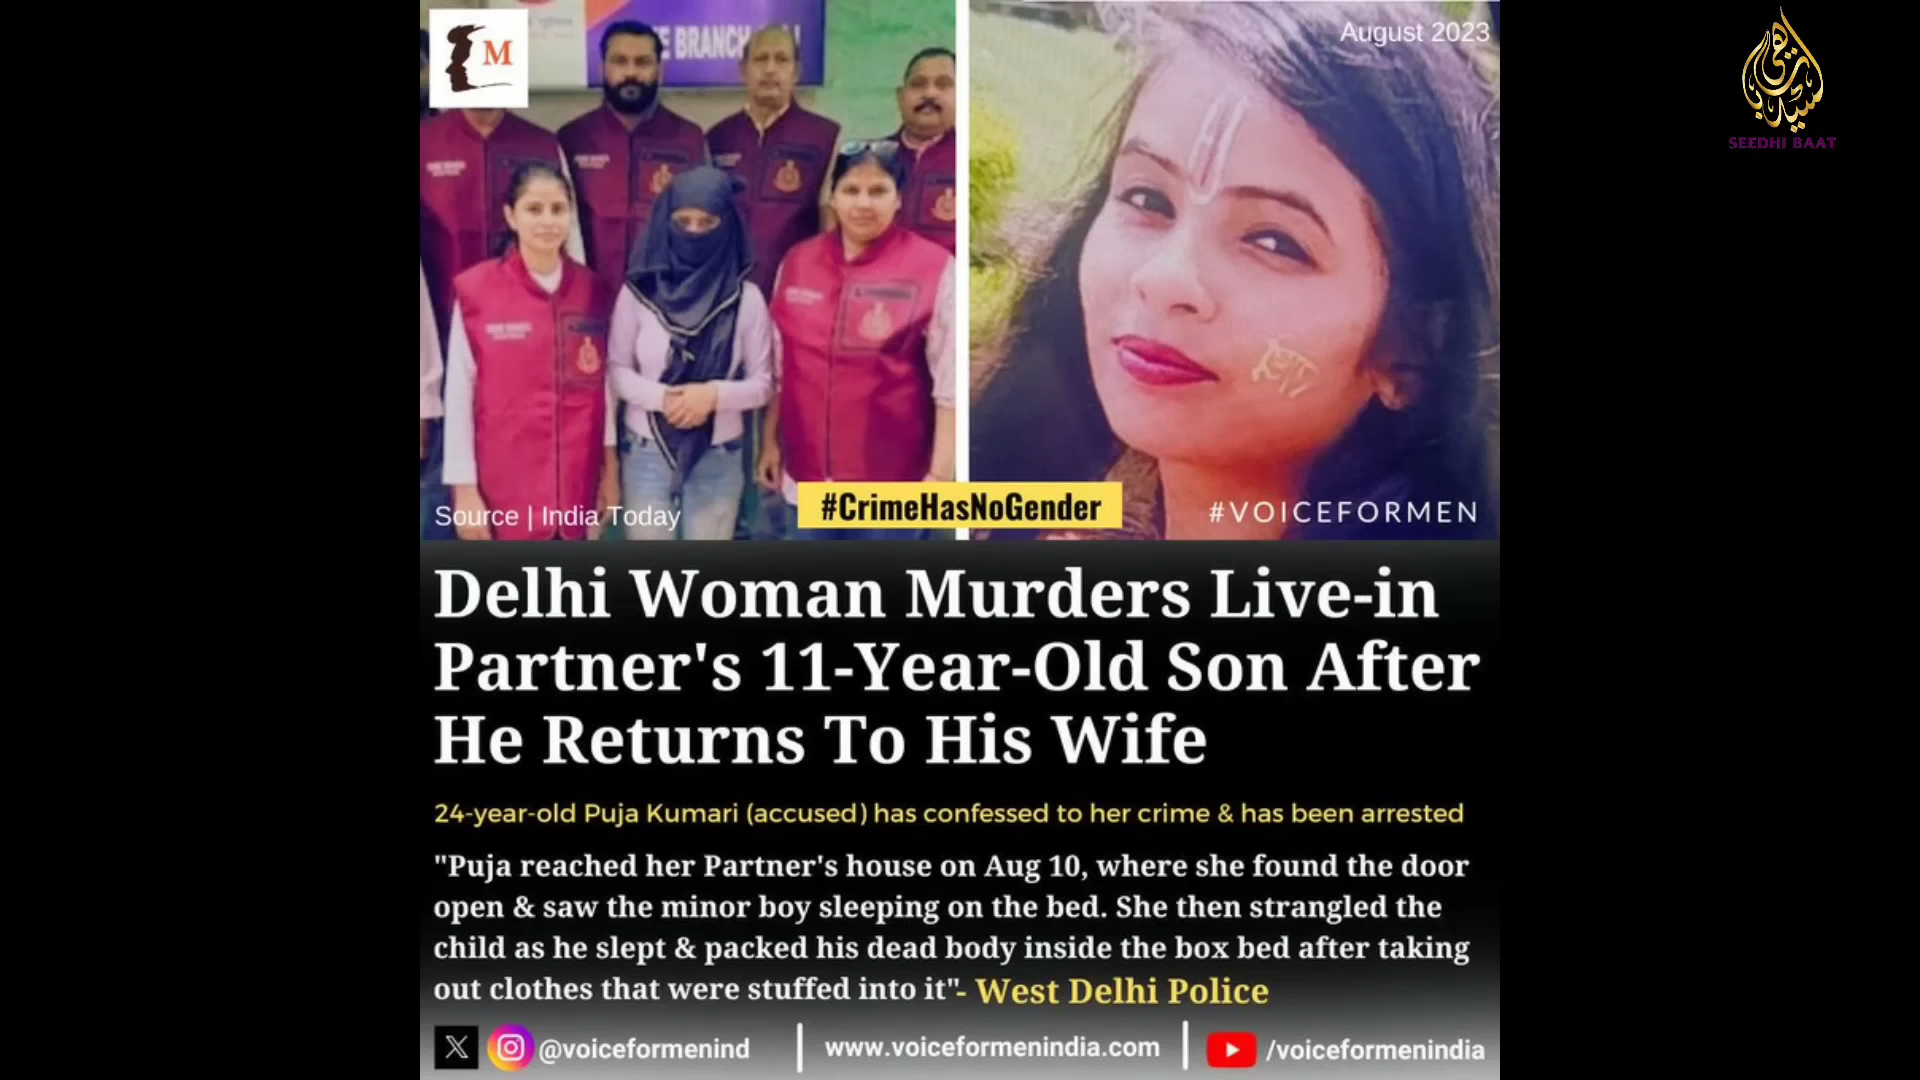 M
E BRANCH
August 2023
SEEDHI BAAT
Source | India Today
#CrimeHasNoGender
#VOICEFORMEN
Delhi Woman Murders Live-in
Partner's 11-Year-Old Son After
He Returns To His Wife
24-year-old Puja Kumari (accused) has confessed to her crime & has been arrested
"Puja reached her Partner's house on Aug 10, where she found the door
open & saw the minor boy sleeping on the bed. She then strangled the
child as he slept & packed his dead body inside the box bed after taking
out clothes that were stuffed into it"- West Delhi Police
@voiceformenind
www.voiceformenindia.com
/voiceformenindia